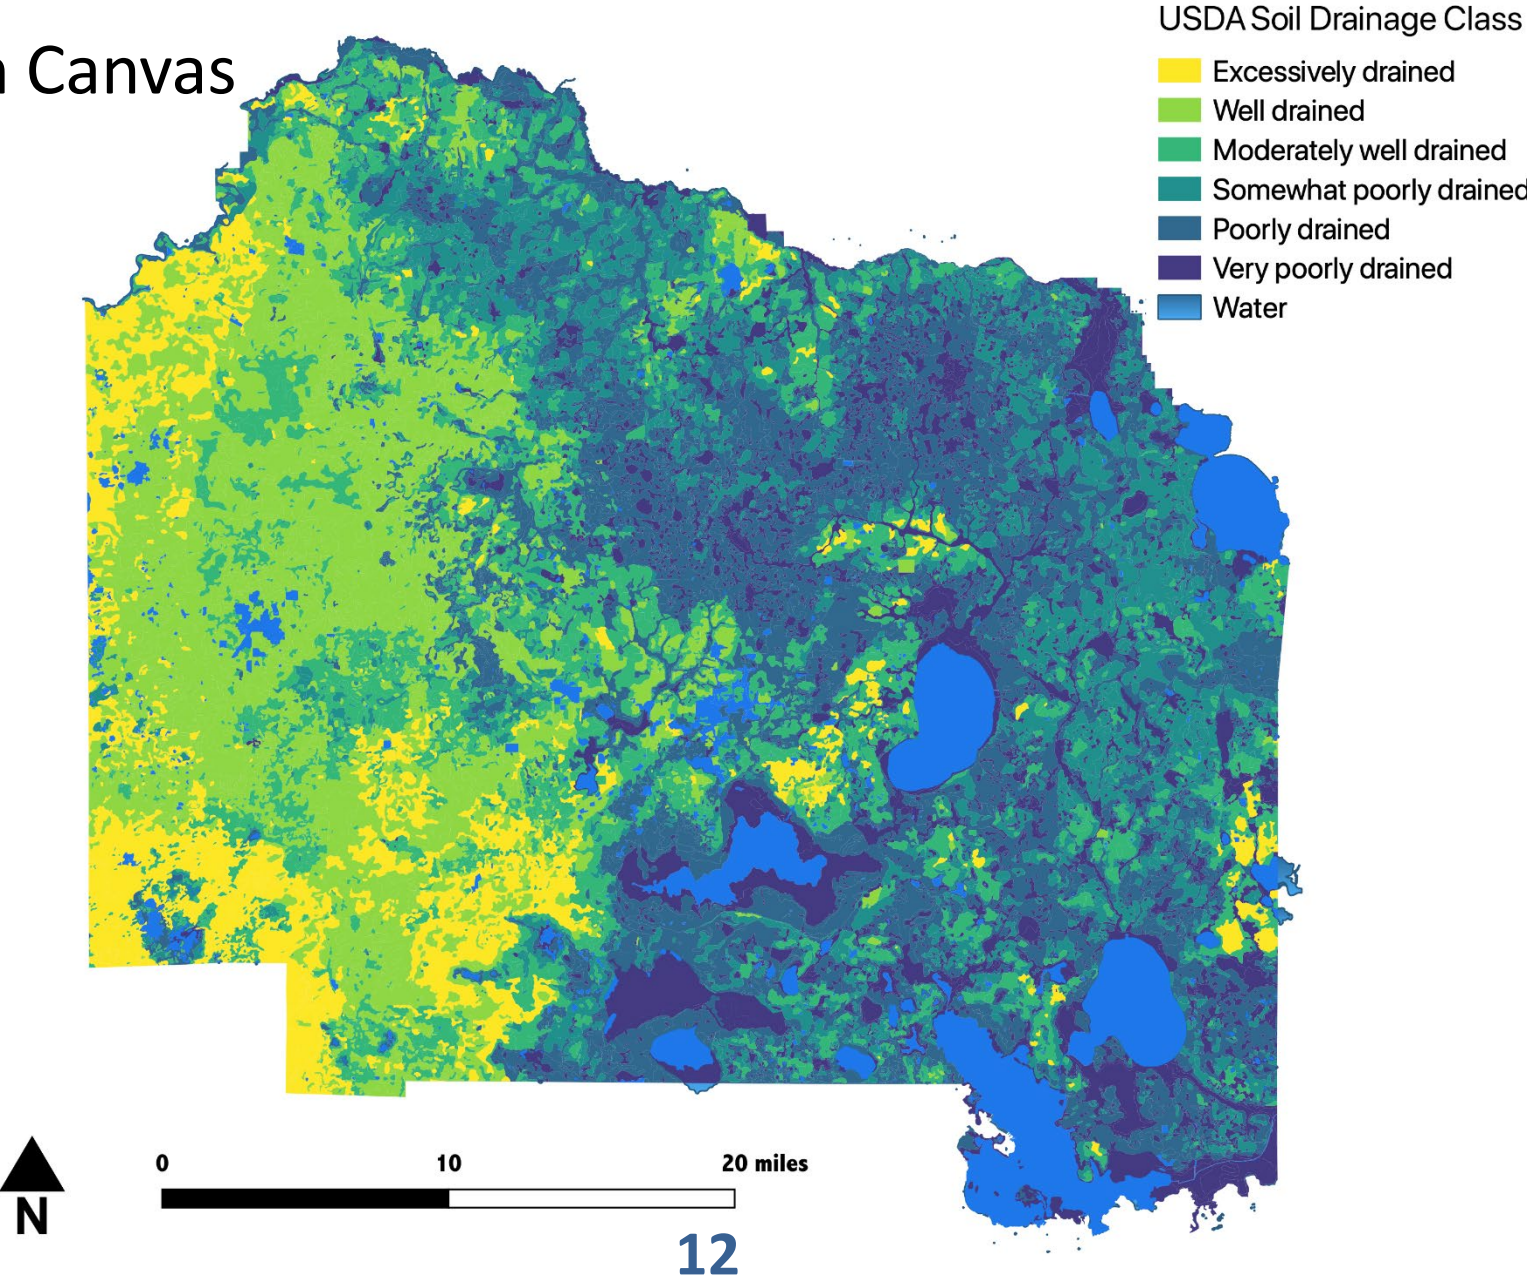 Canvas
USDA Soil Drainage Class
Excessively drained
Well drained
Moderately well drained
Somewhat poorly drained
Poorly drained
Very poorly drained
Water
0 10 20 miles
N
12